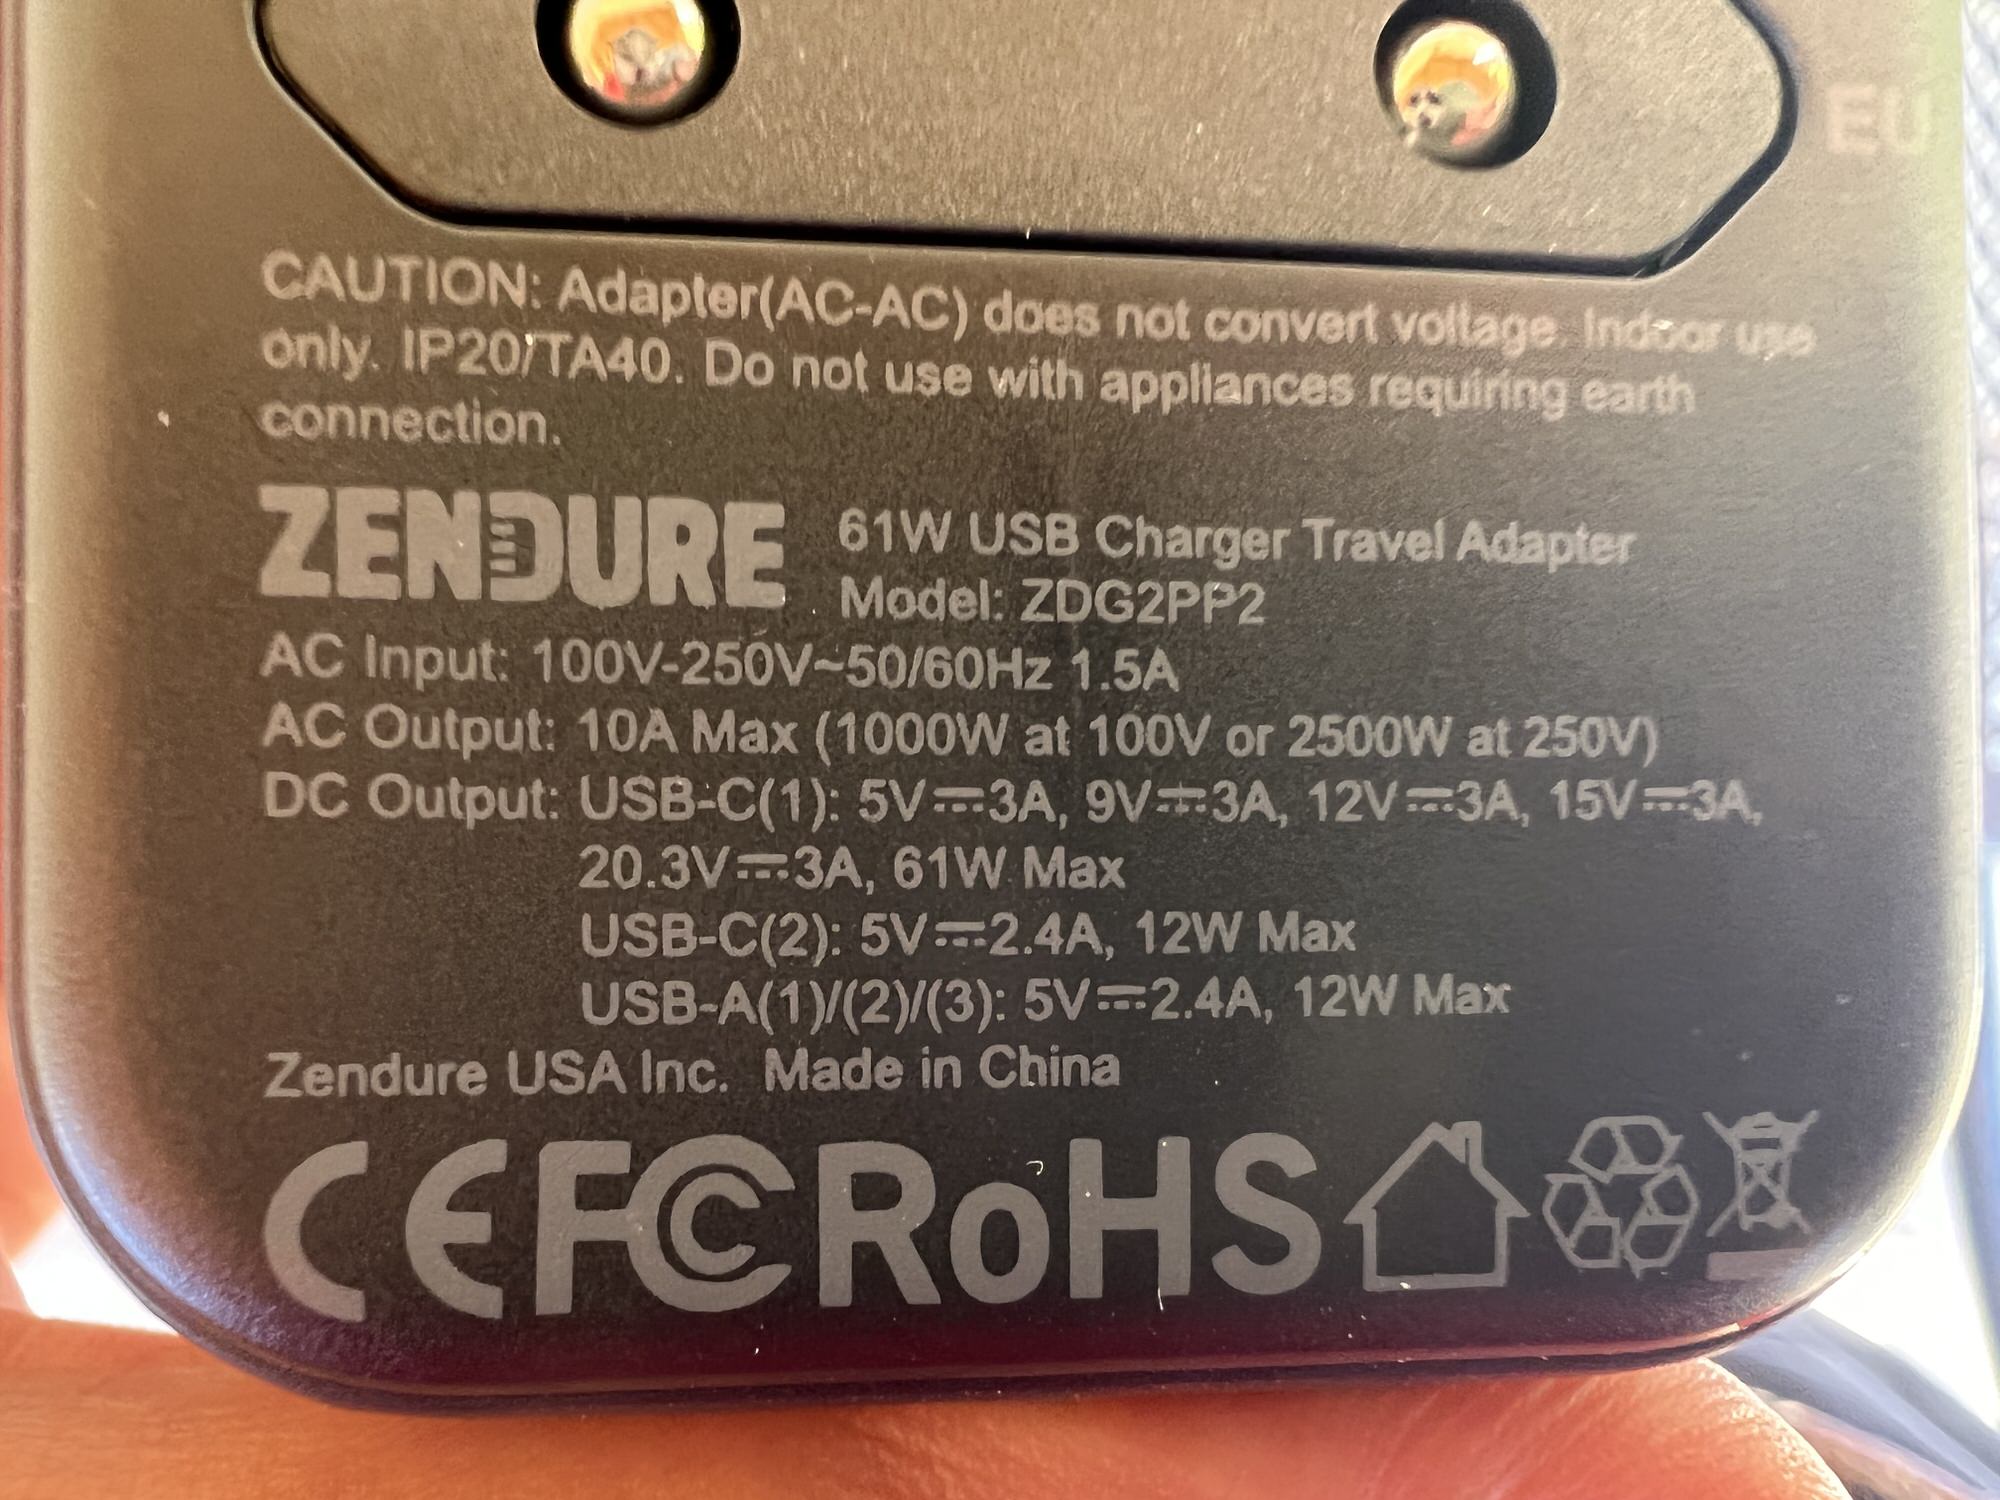 EU
CAUTION: Adapter(AC-AC) does not convert voltage. Indoor use
only. IP20/TA40. Do not use with appliances requiring earth
connection.
ZENDURE
61W USB Charger Travel Adapter
Model: ZDG2PP2
AC Input: 100V-250V~50/60Hz 1.5A
AC Output: 10A Max (1000W at 100V or 2500W at 250V)
DC Output: USB-C(1): 5V⎓3A, 9V⎓3A, 12V⎓3A, 15V⎓3A,
20.3V⎓3A, 61W Max
USB-C(2): 5V⎓2.4A, 12W Max
USB-A(1)/(2)/(3): 5V⎓2.4A, 12W Max
Zendure USA Inc. Made in China
CE FC RoHS